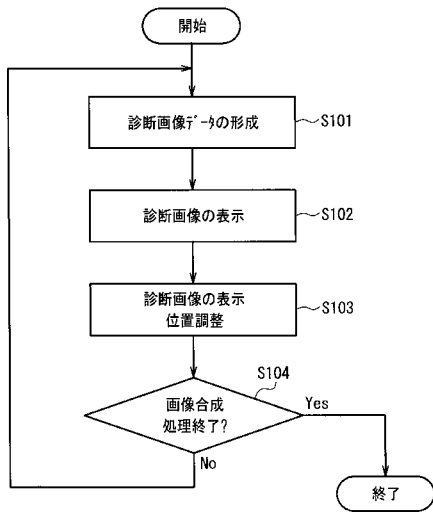 開始
診断画像データの形成
S101
診断画像の表示
S102
診断画像の表示
位置調整
S103
S104
画像合成
処理終了?
Yes
No
終了